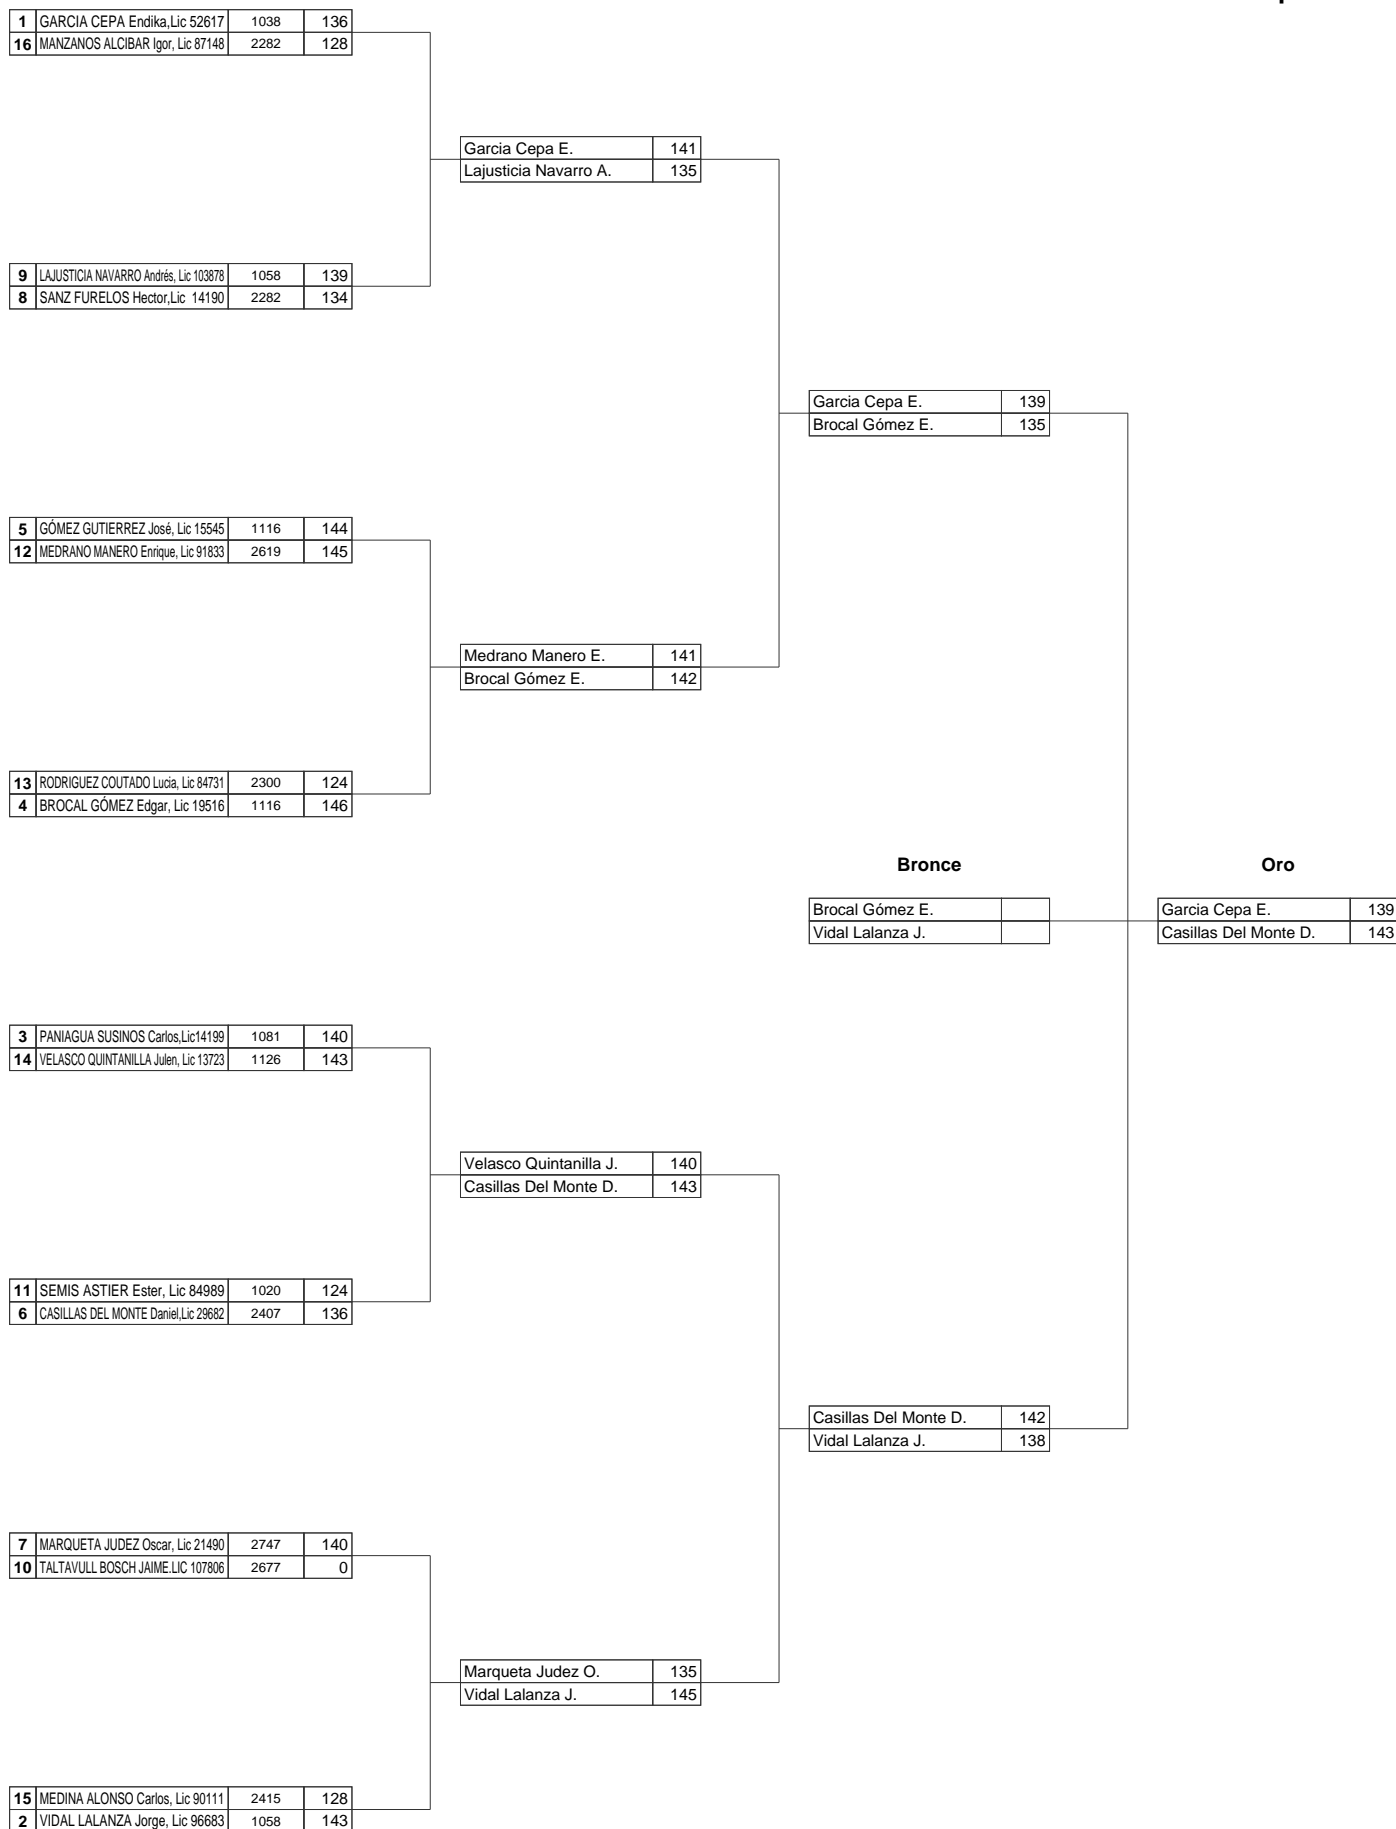 1 GARCIA CEPA Endika,Lic 52617 1038 136
16 MANZANOS ALCIBAR Igor, Lic 87148 2282 128
Garcia Cepa E. 141
Lajusticia Navarro A. 135
9 LAJUSTICIA NAVARRO Andrés, Lic 103878 1058 139
8 SANZ FURELOS Hector,Lic 14190 2282 134
Garcia Cepa E. 139
Brocal Gómez E. 135
5 GÓMEZ GUTIERREZ José, Lic 15545 1116 144
12 MEDRANO MANERO Enrique, Lic 91833 2619 145
Medrano Manero E. 141
Brocal Gómez E. 142
13 RODRIGUEZ COUTADO Lucia, Lic 84731 2300 124
4 BROCAL GÓMEZ Edgar, Lic 19516 1116 146
Bronce Oro
Brocal Gómez E. Garcia Cepa E. 139
Vidal Lalanza J. Casillas Del Monte D. 143
3 PANIAGUA SUSINOS Carlos,Lic14199 1081 140
14 VELASCO QUINTANILLA Julen, Lic 13723 1126 143
Velasco Quintanilla J. 140
Casillas Del Monte D. 143
11 SEMIS ASTIER Ester, Lic 84989 1020 124
6 CASILLAS DEL MONTE Daniel,Lic 29682 2407 136
Casillas Del Monte D. 142
Vidal Lalanza J. 138
7 MARQUETA JUDEZ Oscar, Lic 21490 2747 140
10 TALTAVULL BOSCH JAIME.LIC 107806 2677 0
Marqueta Judez O. 135
Vidal Lalanza J. 145
15 MEDINA ALONSO Carlos, Lic 90111 2415 128
2 VIDAL LALANZA Jorge, Lic 96683 1058 143